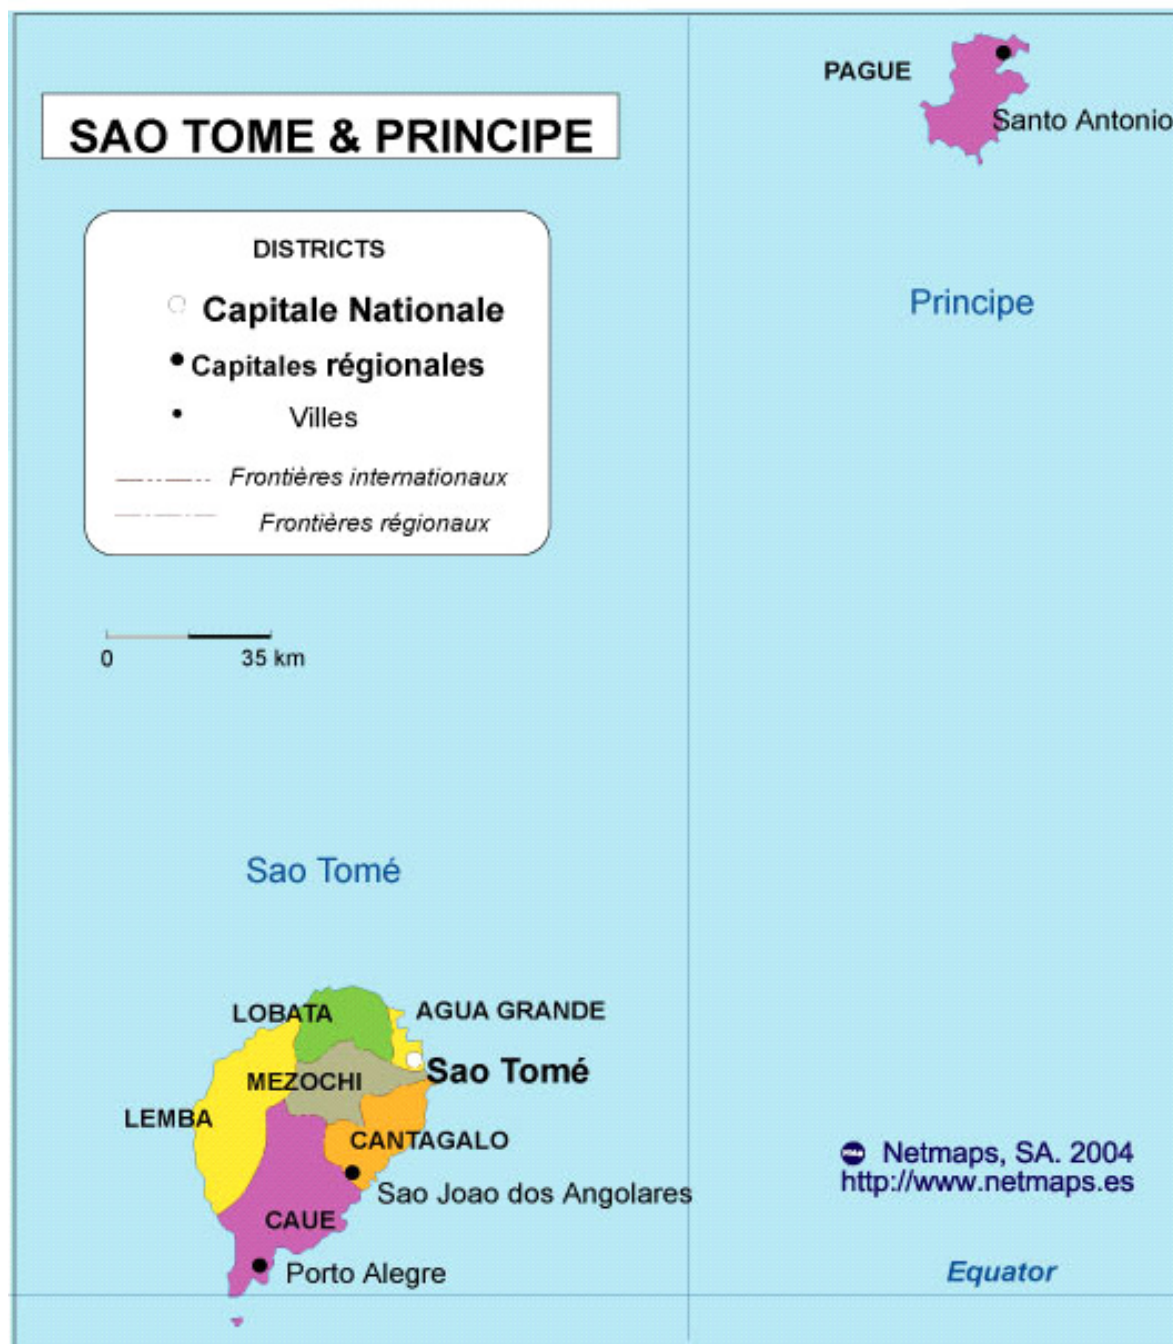 PAGUE
Santo Antonio
SAO TOME & PRINCIPE
DISTRICTS
Capitale Nationale
Capitales régionales
Villes
Frontières internationaux
Frontières régionaux
Principe
0 35 km
Sao Tomé
LOBATA
AGUA GRANDE
Sao Tomé
MEZOCHI
LEMBA
CANTAGALO
Sao Joao dos Angolares
CAUE
Porto Alegre
Netmaps, SA. 2004
http://www.netmaps.es
Equator